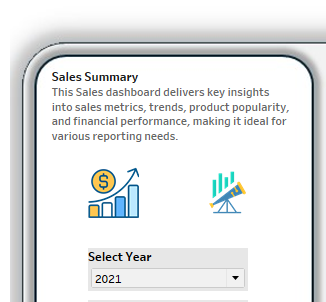 Sales Summary
This Sales dashboard delivers key insights
into sales metrics, trends, product popularity,
and financial performance, making it ideal for
various reporting needs.
$
Select Year
2021